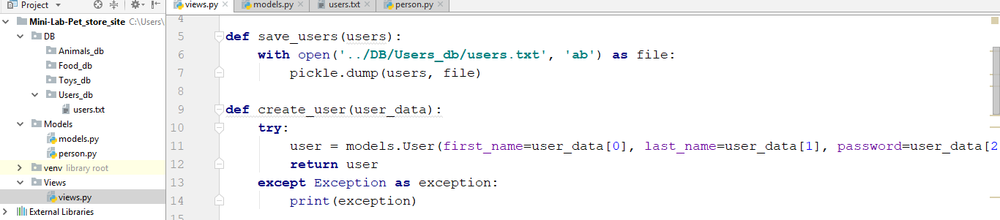 Project
views.py
models.py
users.txt
person.py
Mini-Lab-Pet_store_site C:\Users\
DB
Animals_db
Food_db
Toys_db
Users_db
users.txt
Models
models.py
person.py
venv library root
Views
views.py
External Libraries
4
5 def save_users(users):
6 with open('../DB/Users_db/users.txt', 'ab') as file:
7 pickle.dump(users, file)
8
9 def create_user(user_data):
10 try:
11 user = models.User(first_name=user_data[0], last_name=user_data[1], password=user_data[2
12 return user
13 except Exception as exception:
14 print(exception)
15